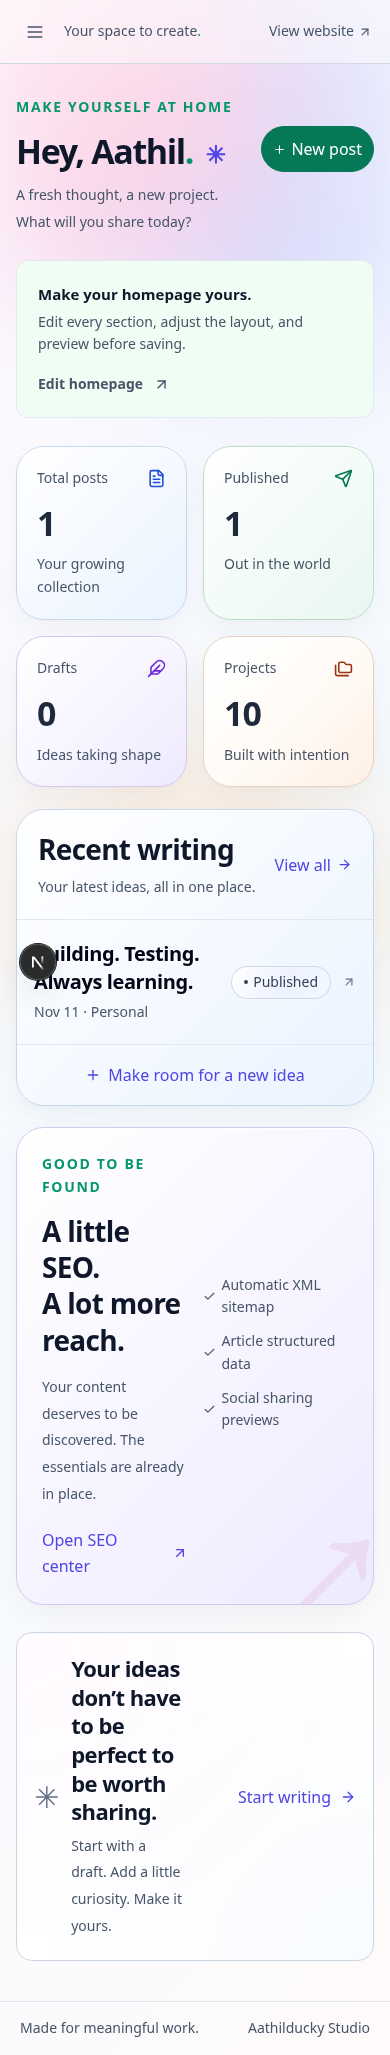 Your space to create. View website
MAKE YOURSELF AT HOME
Hey, Aathil.
New post
A fresh thought, a new project.
What will you share today?
Make your homepage yours.
Edit every section, adjust the layout, and
preview before saving.
Edit homepage
Total posts
1
Your growing
collection
Published
1
Out in the world
Drafts
0
Ideas taking shape
Projects
10
Built with intention
Recent writing
View all
Your latest ideas, all in one place.
N
uilding. Testing.
Always learning.
Published
Nov 11 · Personal
Make room for a new idea
GOOD TO BE
FOUND
A little
SEO.
A lot more
reach.
Your content
deserves to be
discovered. The
essentials are already
in place.
Open SEO
center
Automatic XML
sitemap
Article structured
data
Social sharing
previews
Your ideas
don’t have
to be
perfect to
be worth
sharing.
Start with a
draft. Add a little
curiosity. Make it
yours.
Start writing
Made for meaningful work. Aathilducky Studio